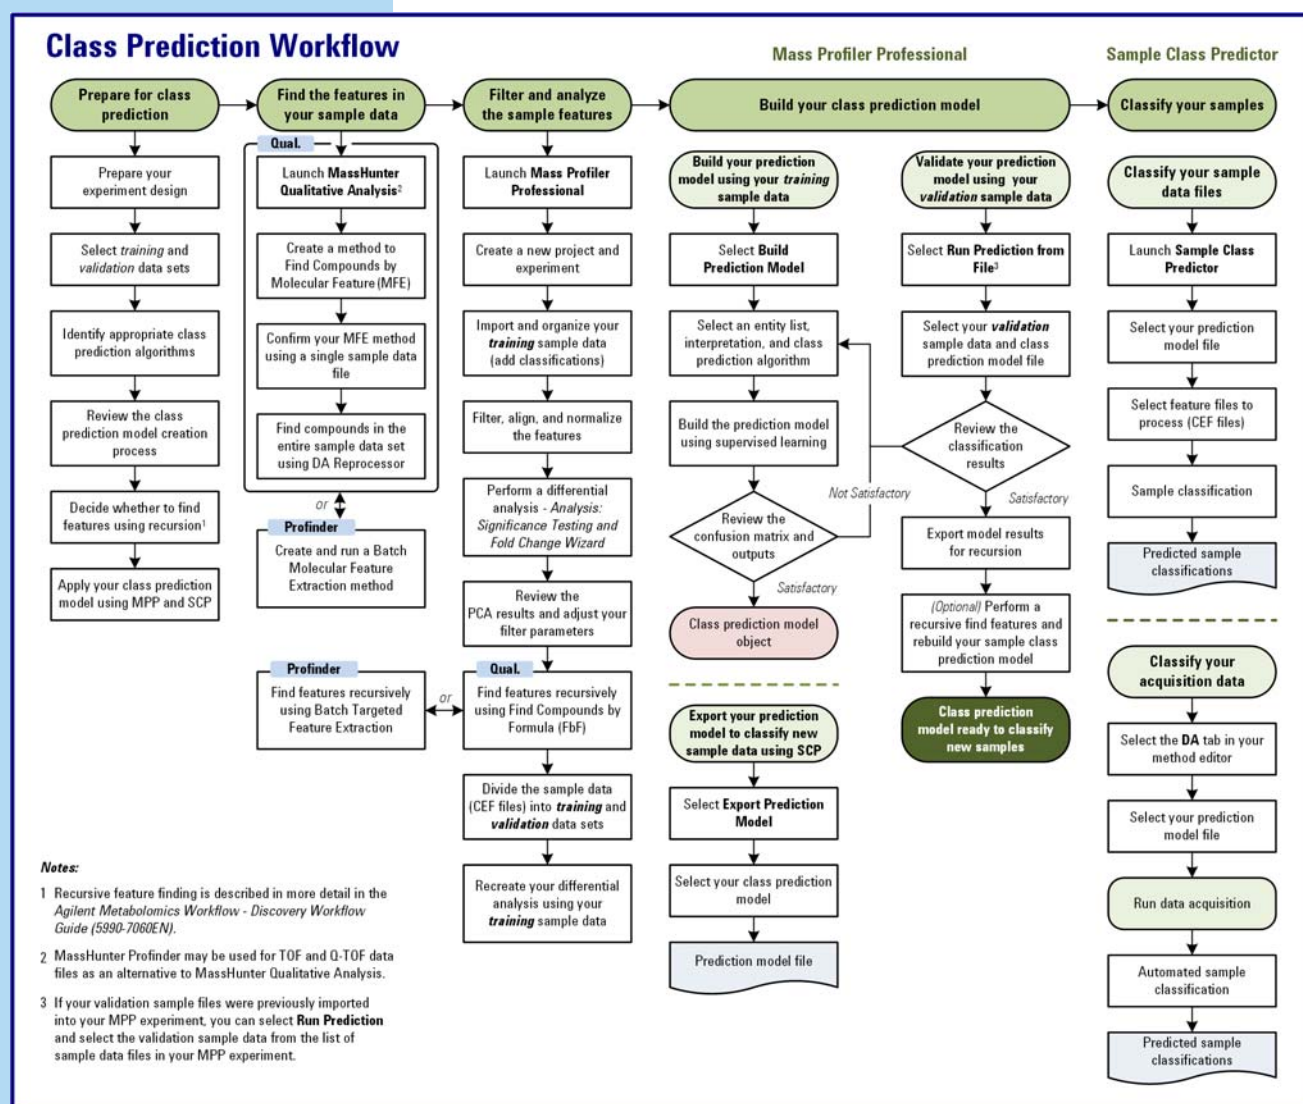 Class Prediction Workflow
Mass Profiler Professional
Sample Class Predictor
Prepare for class
prediction
Find the features in
your sample data
Filter and analyze
the sample features
Build your class prediction model
Classify your samples
Prepare your
experiment design
Select training and
validation data sets
Identify appropriate class
prediction algorithms
Review the class
prediction model creation
process
Decide whether to find
features using recursion1
Apply your class prediction
model using MPP and SCP
Qual.
Launch MassHunter
Qualitative Analysis2
Create a method to
Find Compounds by
Molecular Feature (MFE)
Confirm your MFE method
using a single sample data
file
Find compounds in the
entire sample data set
using DA Reprocessor
or
Profinder
Create and run a Batch
Molecular Feature
Extraction method
Launch Mass Profiler
Professional
Create a new project and
experiment
Import and organize your
training sample data
(add classifications)
Filter, align, and normalize
the features
Perform a differential
analysis - Analysis:
Significance Testing and
Fold Change Wizard
Review the
PCA results and adjust your
filter parameters
Profinder
Find features recursively
using Batch Targeted
Feature Extraction
or
Qual.
Find features recursively
using Find Compounds by
Formula (FbF)
Divide the sample data
(CEF files) into training and
validation data sets
Recreate your differential
analysis using your
training sample data
Build your prediction
model using your training
sample data
Select Build
Prediction Model
Select an entity list,
interpretation, and class
prediction algorithm
Build the prediction model
using supervised learning
Review the
confusion matrix and
outputs
Not Satisfactory
Satisfactory
Class prediction model
object
Export your prediction
model to classify new
sample data using SCP
Select Export Prediction
Model
Select your class prediction
model
Prediction model file
Validate your prediction
model using your
validation sample data
Select Run Prediction from
File3
Select your validation
sample data and class
prediction model file
Review the
classification
results
Satisfactory
Export model results
for recursion
(Optional) Perform a
recursive find features and
rebuild your sample class
prediction model
Class prediction
model ready to classify
new samples
Classify your sample
data files
Launch Sample Class
Predictor
Select your prediction
model file
Select feature files to
process (CEF files)
Sample classification
Predicted sample
classifications
Classify your
acquisition data
Select the DA tab in your
method editor
Select your prediction
model file
Run data acquisition
Automated sample
classification
Predicted sample
classifications
Notes:
1 Recursive feature finding is described in more detail in the
Agilent Metabolomics Workflow - Discovery Workflow
Guide (5990-7060EN).
2 MassHunter Profinder may be used for TOF and Q-TOF data
files as an alternative to MassHunter Qualitative Analysis.
3 If your validation sample files were previously imported
into your MPP experiment, you can select Run Prediction
and select the validation sample data from the list of
sample data files in your MPP experiment.